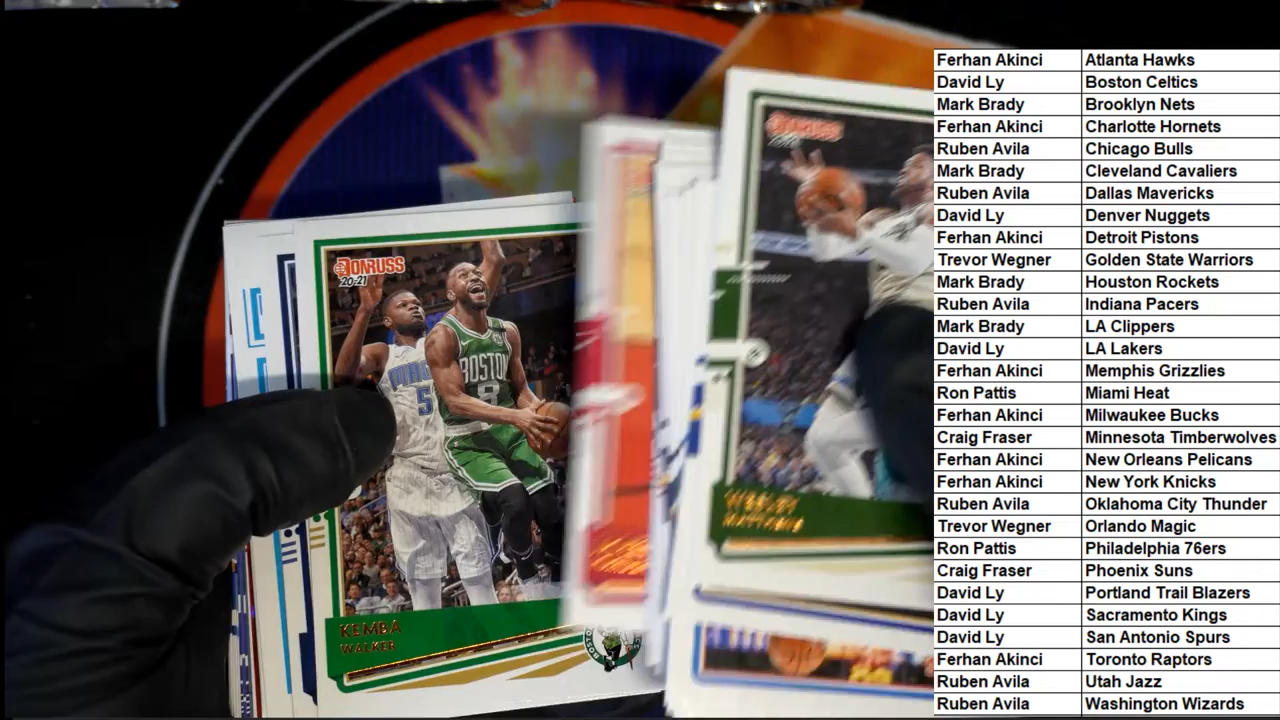 DONRUSS
20-21
BOSTON
8
5
KEMBA
WALKER
DONRUSS
WESLEY
MATTHEWS
Ferhan Akinci Atlanta Hawks
David Ly Boston Celtics
Mark Brady Brooklyn Nets
Ferhan Akinci Charlotte Hornets
Ruben Avila Chicago Bulls
Mark Brady Cleveland Cavaliers
Ruben Avila Dallas Mavericks
David Ly Denver Nuggets
Ferhan Akinci Detroit Pistons
Trevor Wegner Golden State Warriors
Mark Brady Houston Rockets
Ruben Avila Indiana Pacers
Mark Brady LA Clippers
David Ly LA Lakers
Ferhan Akinci Memphis Grizzlies
Ron Pattis Miami Heat
Ferhan Akinci Milwaukee Bucks
Craig Fraser Minnesota Timberwolves
Ferhan Akinci New Orleans Pelicans
Ferhan Akinci New York Knicks
Ruben Avila Oklahoma City Thunder
Trevor Wegner Orlando Magic
Ron Pattis Philadelphia 76ers
Craig Fraser Phoenix Suns
David Ly Portland Trail Blazers
David Ly Sacramento Kings
David Ly San Antonio Spurs
Ferhan Akinci Toronto Raptors
Ruben Avila Utah Jazz
Ruben Avila Washington Wizards